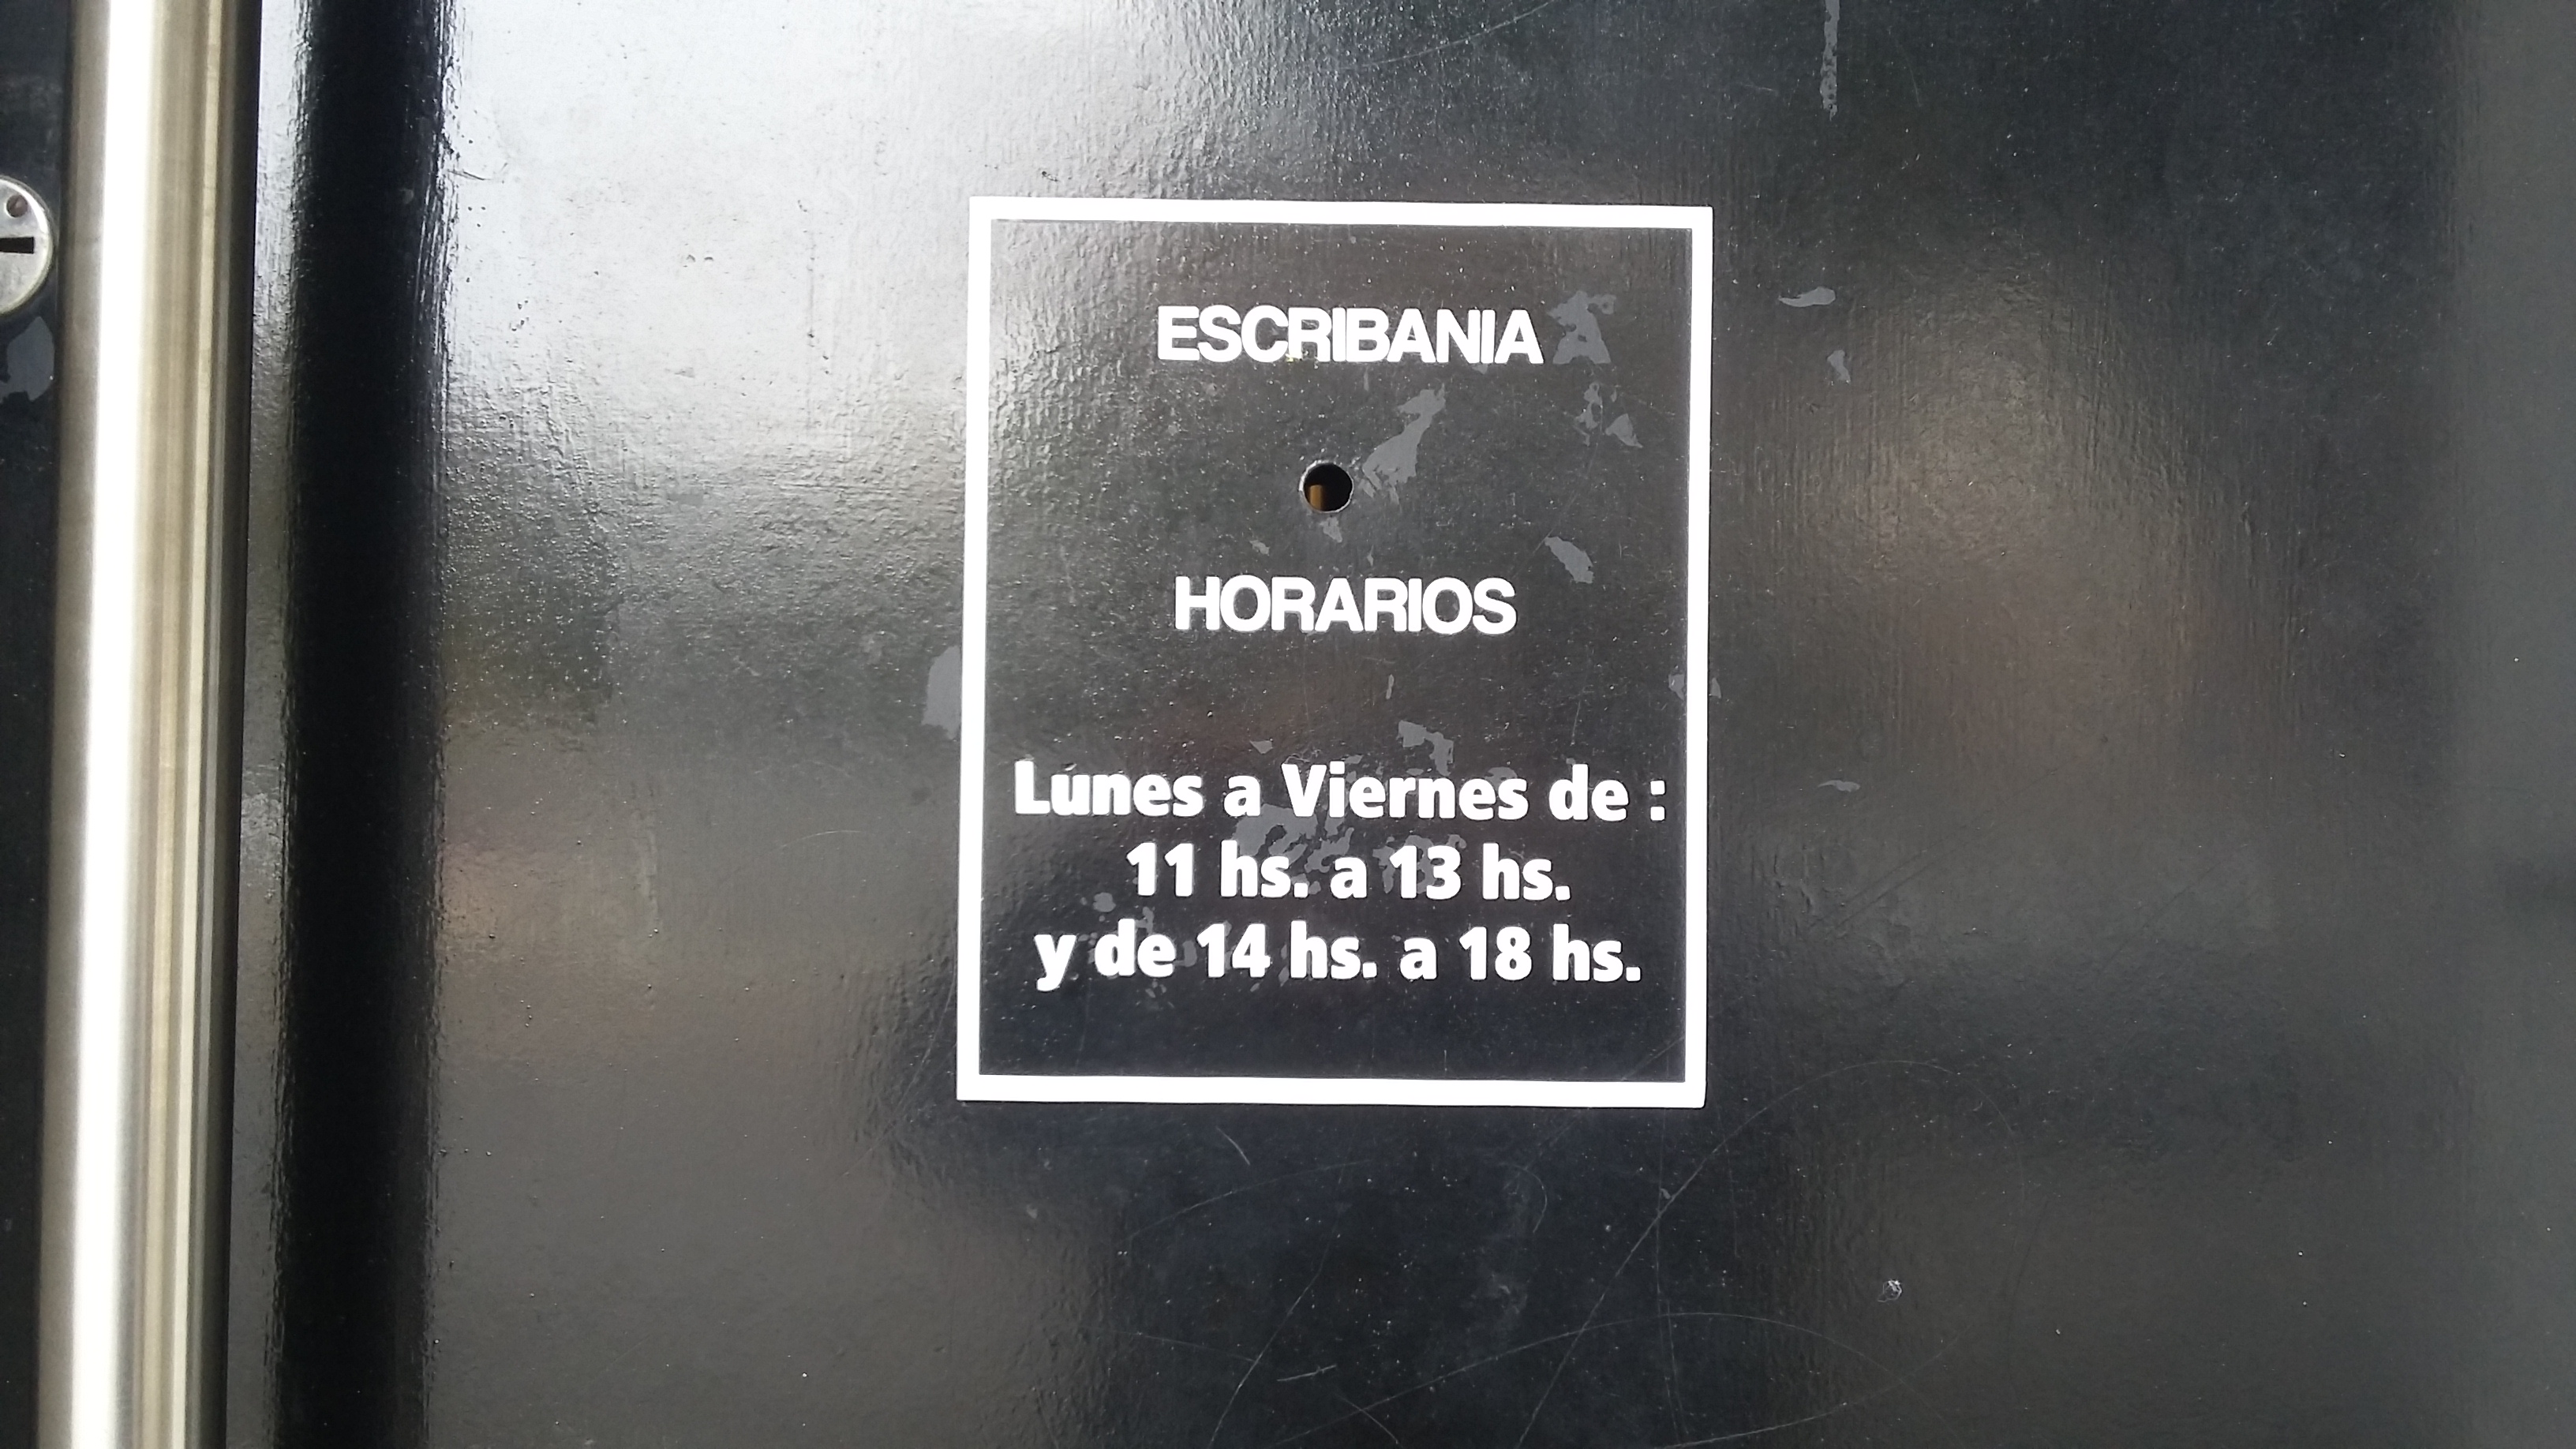 ESCRIBANIA
HORARIOS
Lunes a Viernes de :
11 hs. a 13 hs.
y de 14 hs. a 18 hs.